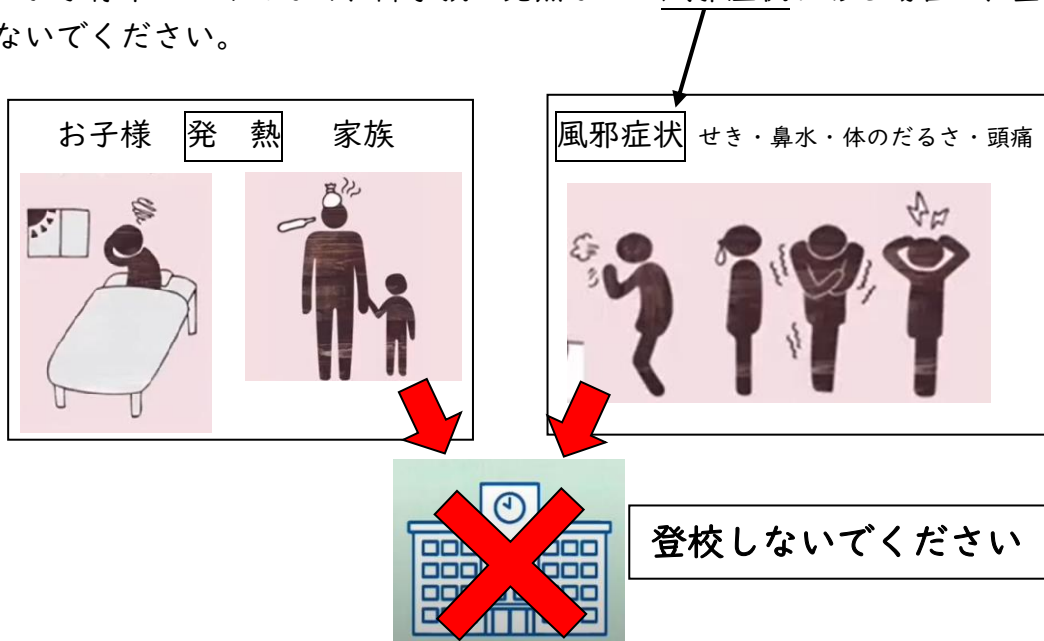 ないでください。
お子様 発 熱 家族
風邪症状 せき・鼻水・体のだるさ・頭痛
登校しないでください